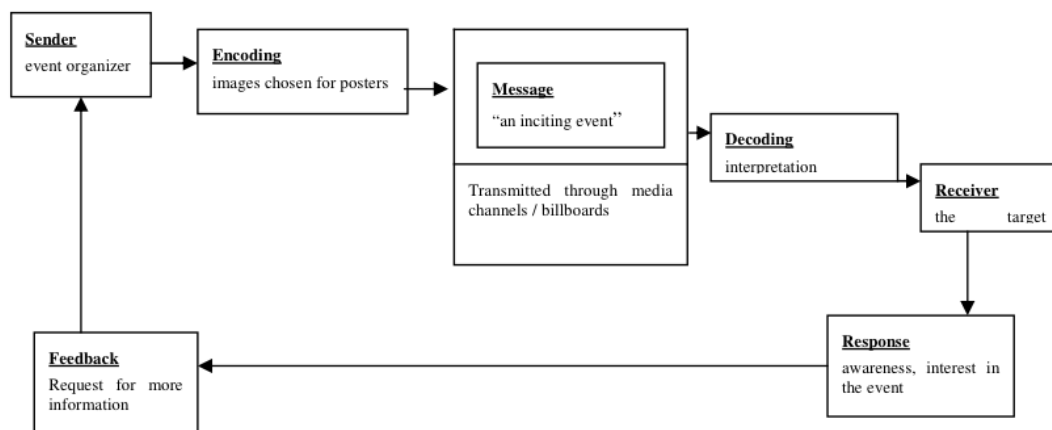 Sender
event organizer
Encoding
images chosen for posters
Message
“an inciting event”
Transmitted through media
channels / billboards
Decoding
interpretation
Receiver
the target
Response
awareness, interest in
the event
Feedback
Request for more
information